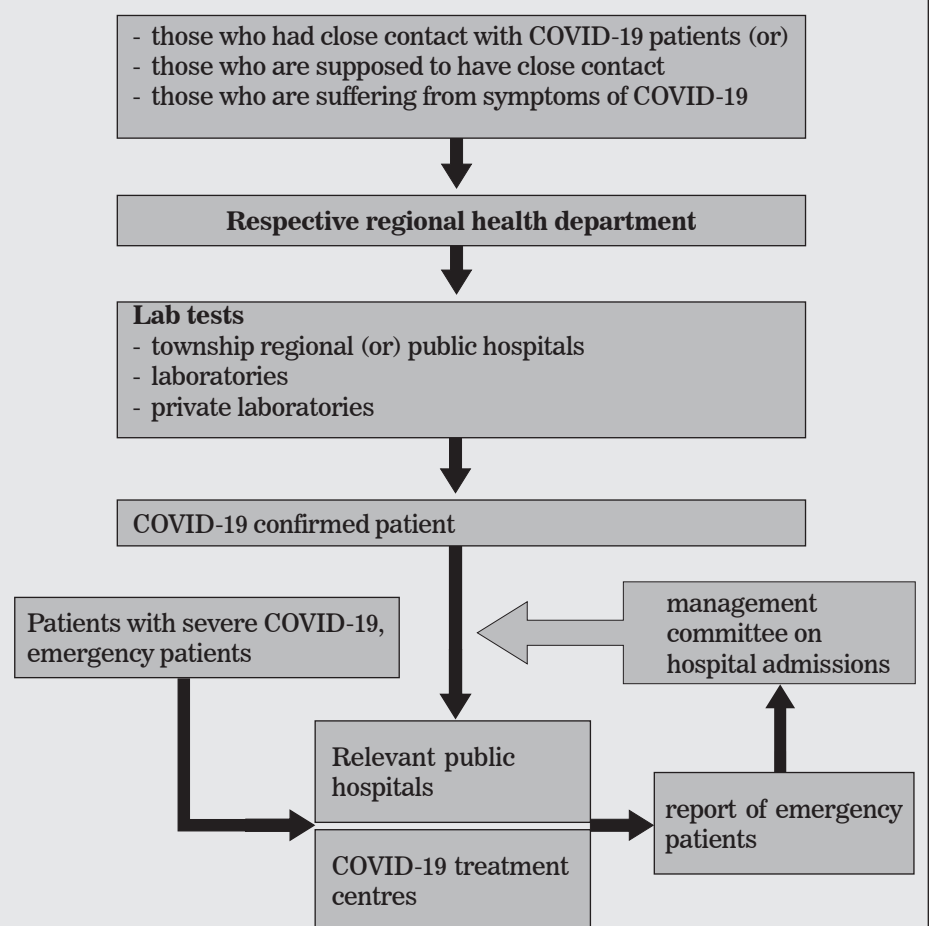 - those who had close contact with COVID-19 patients (or)
- those who are supposed to have close contact
- those who are suffering from symptoms of COVID-19
Respective regional health department
Lab tests
- township regional (or) public hospitals
- laboratories
- private laboratories
COVID-19 confirmed patient
Patients with severe COVID-19,
emergency patients
management
committee on
hospital admissions
Relevant public
hospitals
report of emergency
patients
COVID-19 treatment
centres